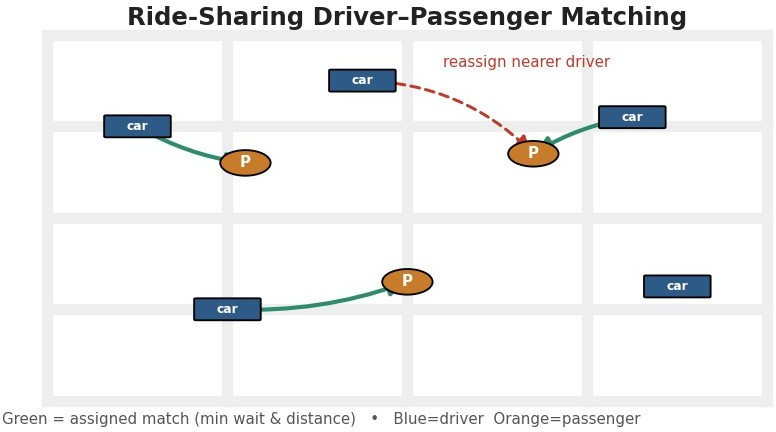 Ride-Sharing Driver–Passenger Matching
reassign nearer driver
car
car
car
P
P
P
car
car
Green = assigned match (min wait & distance)   •   Blue=driver  Orange=passenger